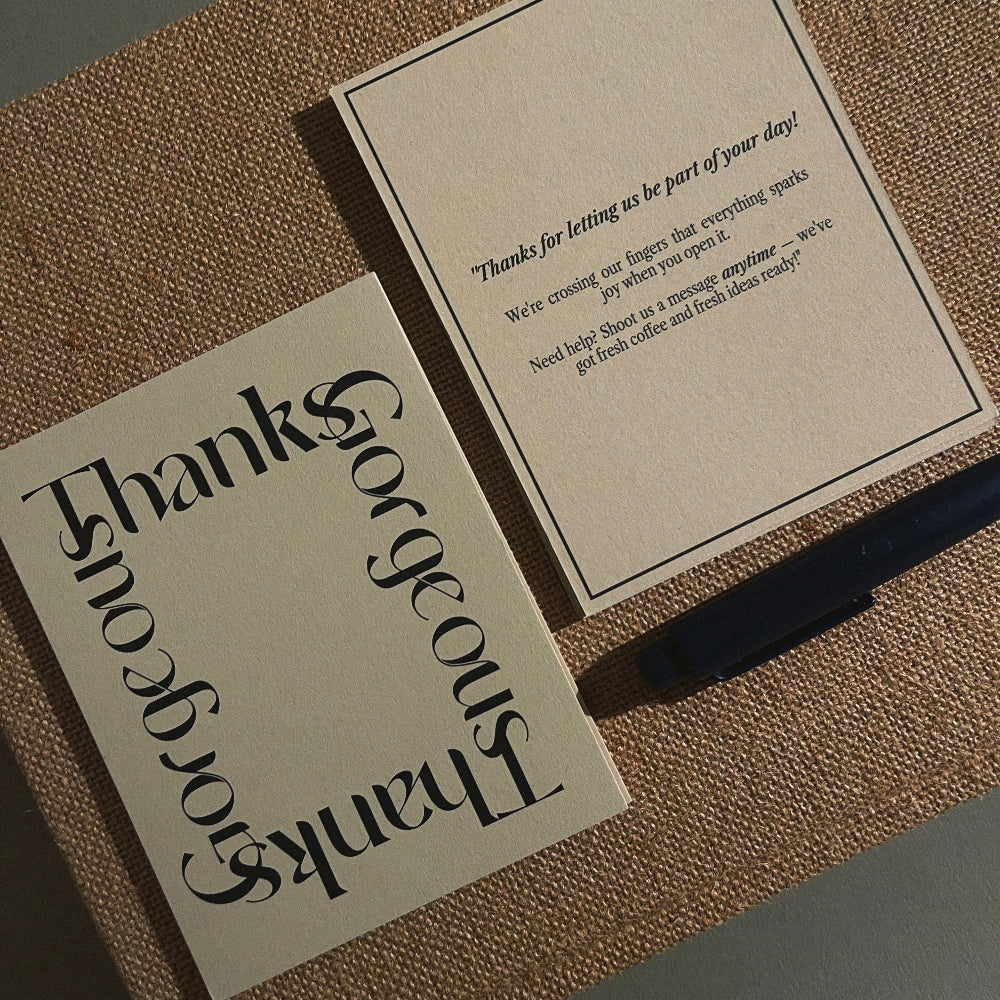 Thanks
Gorgeous
Thanks
Gorgeous
"Thanks for letting us be part of your day!
We're crossing our fingers that everything sparks
joy when you open it.
Need help? Shoot us a message anytime — we've
got fresh coffee and fresh ideas ready!"